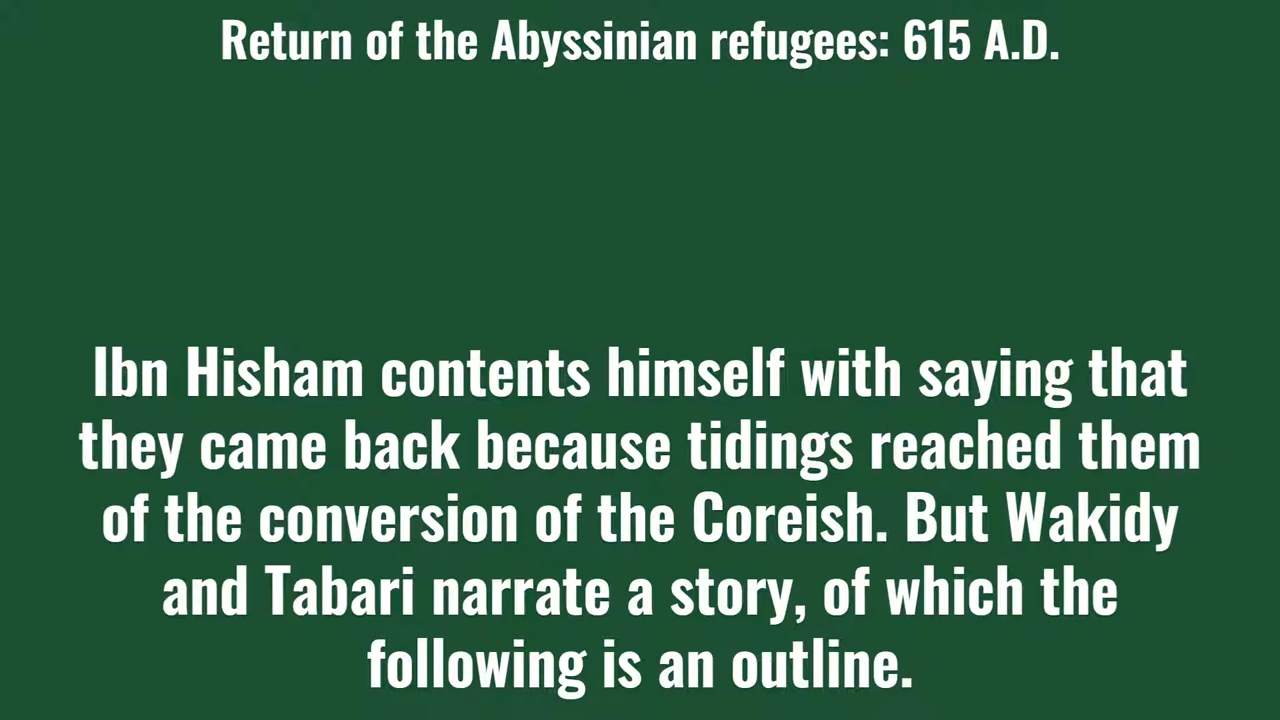 Return of the Abyssinian refugees: 615 A.D.
Ibn Hisham contents himself with saying that
they came back because tidings reached them
of the conversion of the Coreish. But Wakidy
and Tabari narrate a story, of which the
following is an outline.